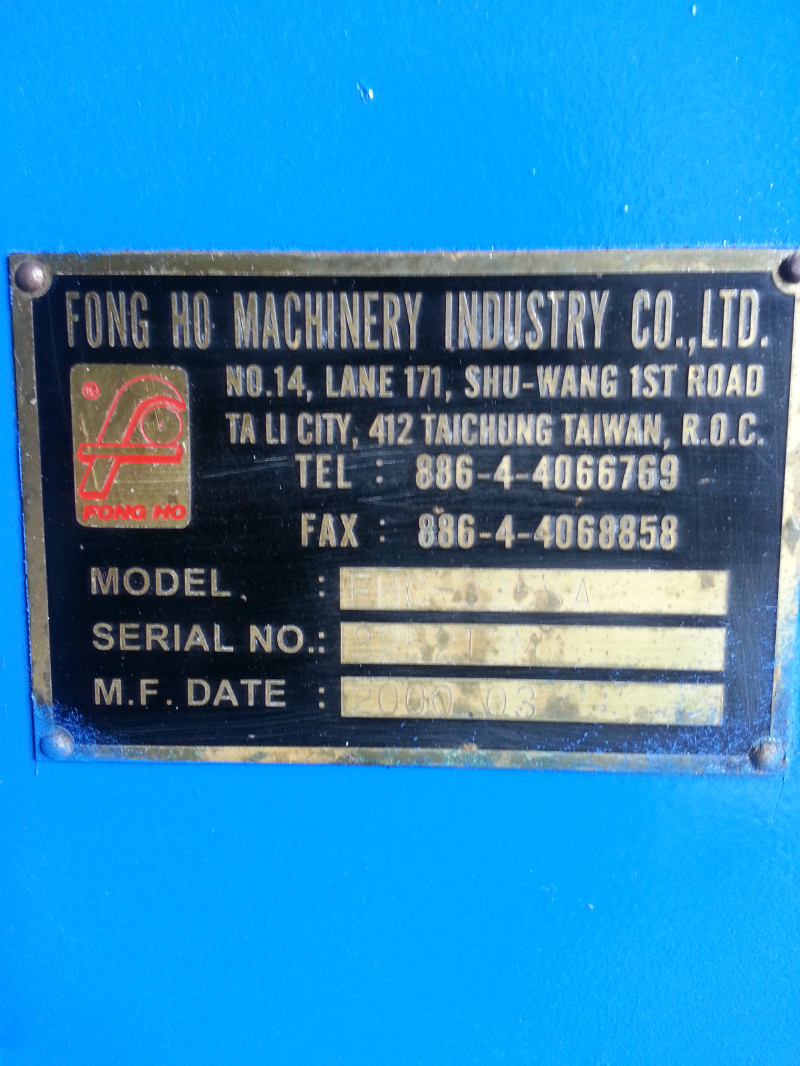 FONG HO MACHINERY INDUSTRY CO.,LTD.
®
FONG HO
NO.14, LANE 171, SHU-WANG 1ST ROAD
TA LI CITY, 412 TAICHUNG TAIWAN, R.O.C.
TEL : 886-4-4066769
FAX : 886-4-4068858
MODEL :
SERIAL NO.:
M.F. DATE : 2000 03